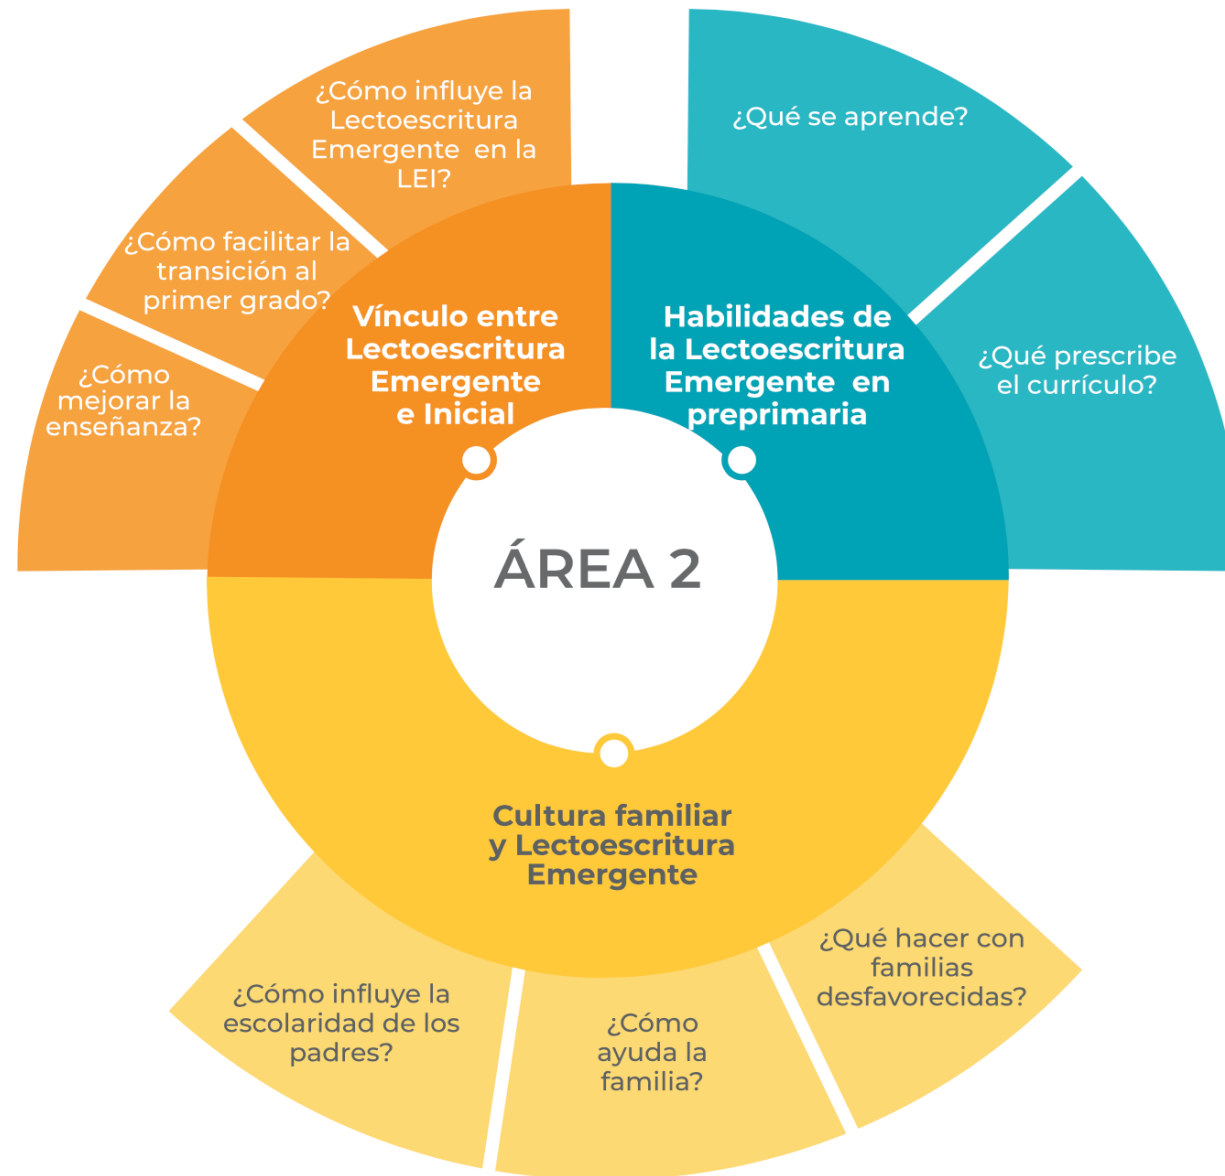 ¿Cómo influye la
Lectoescritura
Emergente en la
LEI?
¿Cómo facilitar la
transición al
primer grado?
¿Cómo
mejorar la
enseñanza?
Vínculo entre
Lectoescritura
Emergente
e Inicial
¿Qué se aprende?
¿Qué prescribe
el currículo?
Habilidades de
la Lectoescritura
Emergente en
preprimaria
ÁREA 2
Cultura familiar
y Lectoescritura
Emergente
¿Cómo influye la
escolaridad de los
padres?
¿Cómo
ayuda la
familia?
¿Qué hacer con
familias
desfavorecidas?